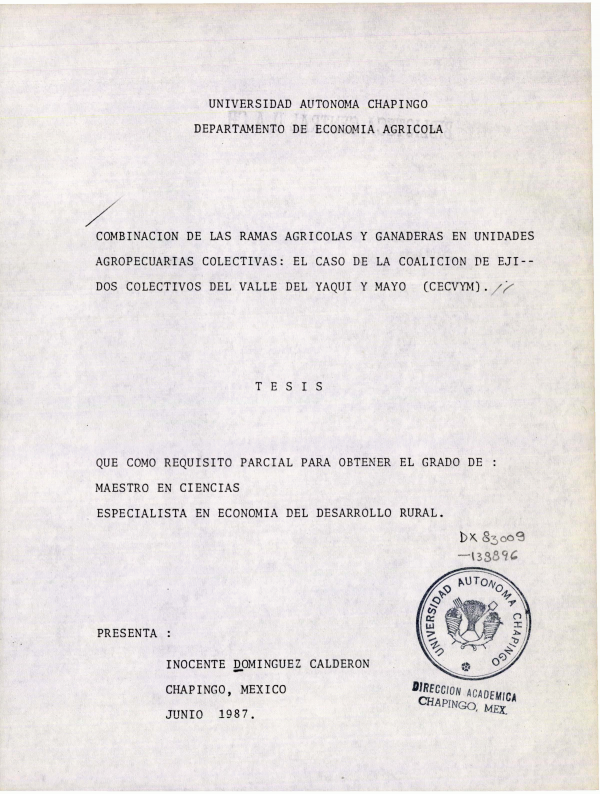 UNIVERSIDAD AUTONOMA CHAPINGO
DEPARTAMENTO DE ECONOMIA AGRICOLA
COMBINACION DE LAS RAMAS AGRICOLAS Y GANADERAS EN UNIDADES
AGROPECUARIAS COLECTIVAS: EL CASO DE LA COALICION DE EJI--
DOS COLECTIVOS DEL VALLE DEL YAQUI Y MAYO (CECVYM).
T E S I S
QUE COMO REQUISITO PARCIAL PARA OBTENER EL GRADO DE :
MAESTRO EN CIENCIAS
ESPECIALISTA EN ECONOMIA DEL DESARROLLO RURAL.
DX 83009
-138896
UNIVERSIDAD AUTONOMA CHAPINGO
DIRECCION ACADEMICA
CHAPINGO, MEX.
PRESENTA :
INOCENTE DOMINGUEZ CALDERON
CHAPINGO, MEXICO
JUNIO 1987.